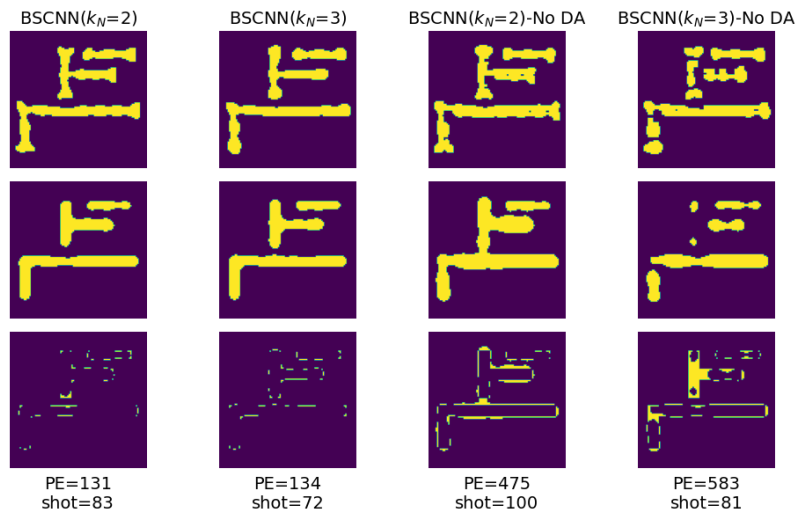 BSCNN(k_N=2)
BSCNN(k_N=3)
BSCNN(k_N=2)-No DA
BSCNN(k_N=3)-No DA
PE=131
shot=83
PE=134
shot=72
PE=475
shot=100
PE=583
shot=81